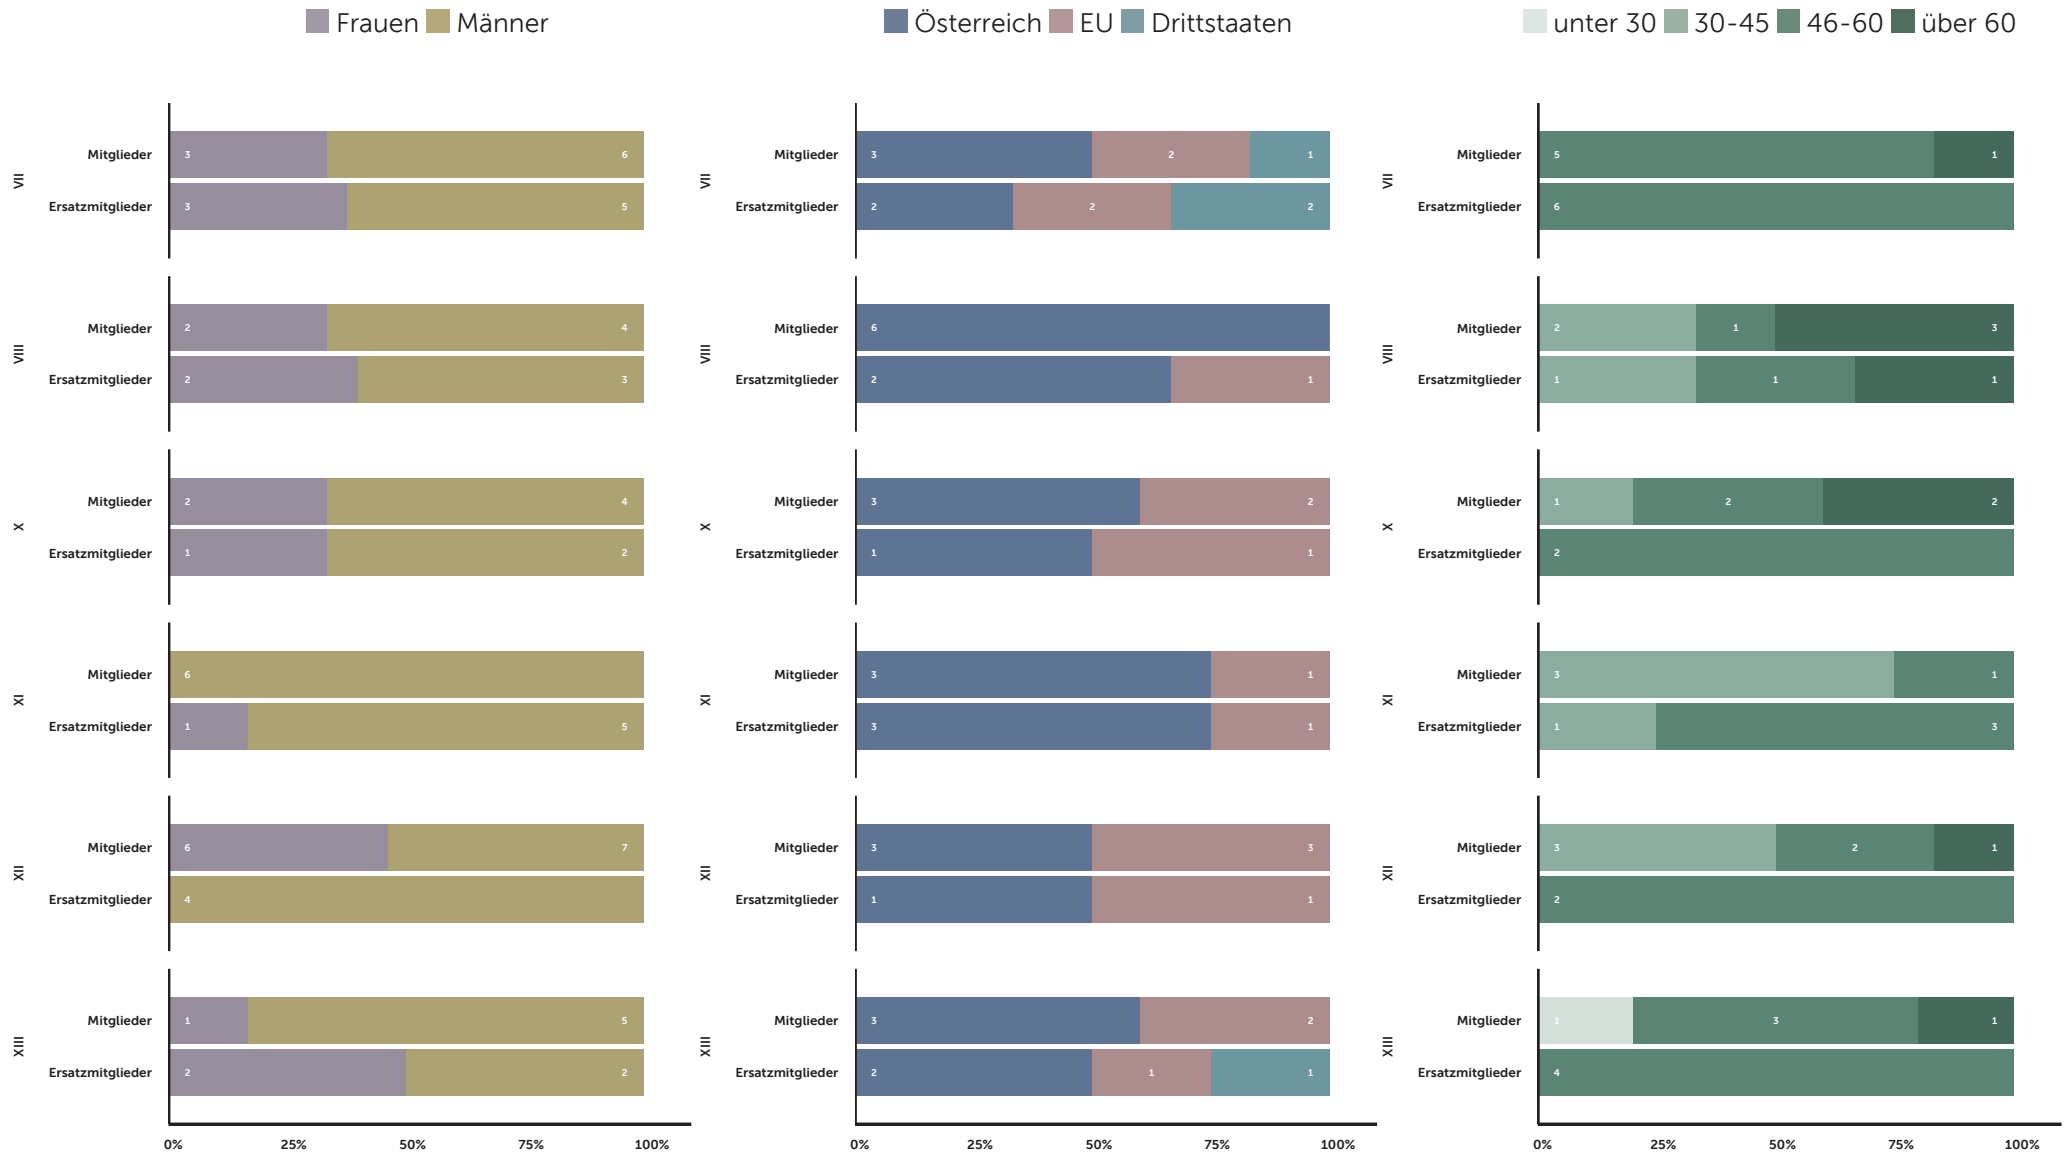 Frauen Männer
Österreich EU Drittstaaten
unter 30 30-45 46-60 über 60
VII
Mitglieder 3 6
Ersatzmitglieder 3 5
VIII
Mitglieder 2 4
Ersatzmitglieder 2 3
X
Mitglieder 2 4
Ersatzmitglieder 1 2
XI
Mitglieder 6
Ersatzmitglieder 1 5
XII
Mitglieder 6 7
Ersatzmitglieder 4
XIII
Mitglieder 1 5
Ersatzmitglieder 2 2
0% 25% 50% 75% 100%
VII
Mitglieder 3 2 1
Ersatzmitglieder 2 2 2
VIII
Mitglieder 6
Ersatzmitglieder 2 1
X
Mitglieder 3 2
Ersatzmitglieder 1 1
XI
Mitglieder 3 1
Ersatzmitglieder 3 1
XII
Mitglieder 3 3
Ersatzmitglieder 1 1
XIII
Mitglieder 3 2
Ersatzmitglieder 2 1 1
0% 25% 50% 75% 100%
VII
Mitglieder 5 1
Ersatzmitglieder 6
VIII
Mitglieder 2 1 3
Ersatzmitglieder 1 1 1
X
Mitglieder 1 2 2
Ersatzmitglieder 2
XI
Mitglieder 3 1
Ersatzmitglieder 1 3
XII
Mitglieder 3 2 1
Ersatzmitglieder 2
XIII
Mitglieder 1 3 1
Ersatzmitglieder 4
0% 25% 50% 75% 100%